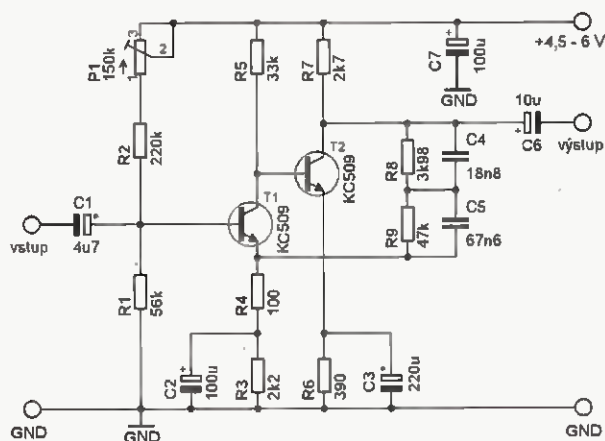 +4,5 - 6 V
P1
150k
3
2
1
R5
33k
R7
2k7
C7
100u
GND
10u
C6
výstup
R2
220k
T2
KC509
R8
3k98
C4
18n8
C1
4u7
vstup
T1
KC509
R9
47k
C5
67n6
R1
56k
R4
100
C2
100u
R3
2k2
R6
390
C3
220u
GND
GND
GND